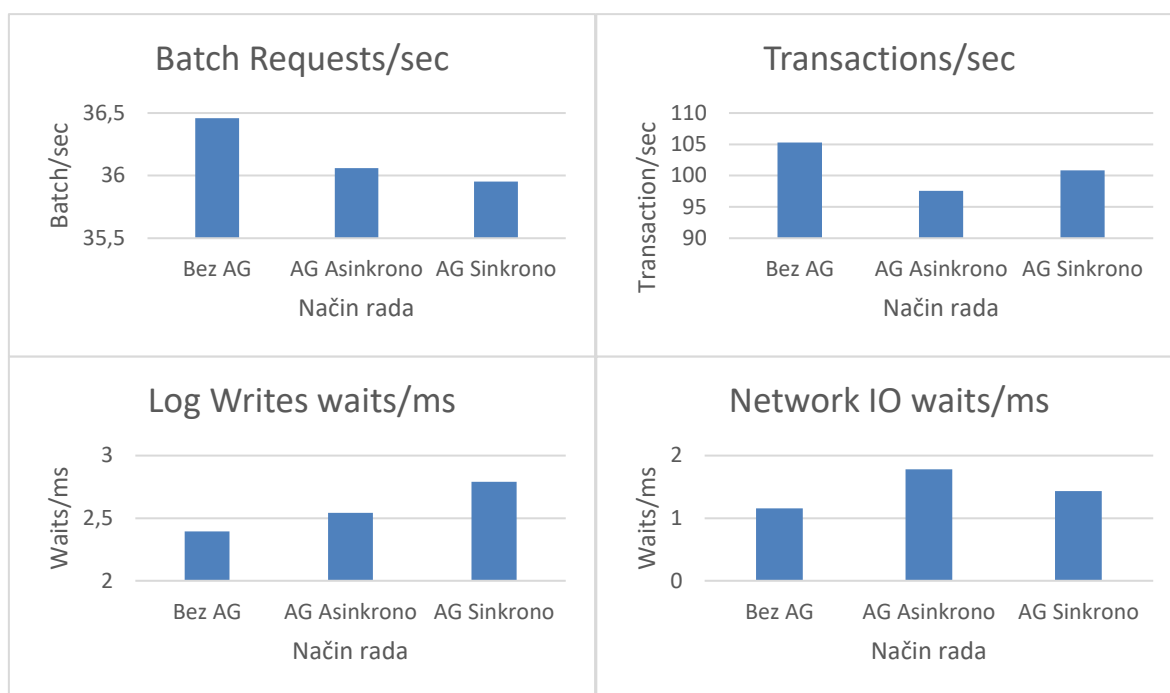 Batch Requests/sec
Batch/sec
36,5
36
35,5
Bez AG AG Asinkrono AG Sinkrono
Način rada
Transactions/sec
Transaction/sec
110
105
100
95
90
Bez AG AG Asinkrono AG Sinkrono
Način rada
Log Writes waits/ms
Waits/ms
3
2,5
2
Bez AG AG Asinkrono AG Sinkrono
Način rada
Network IO waits/ms
Waits/ms
2
1
0
Bez AG AG Asinkrono AG Sinkrono
Način rada